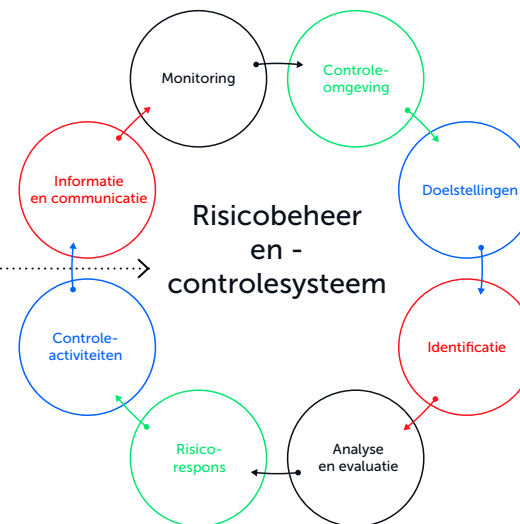 Monitoring
Controle-
omgeving
Informatie
en communicatie
Doelstellingen
Risicobeheer
en -
controlesysteem
Controle-
activiteiten
Identificatie
Risico-
respons
Analyse
en evaluatie